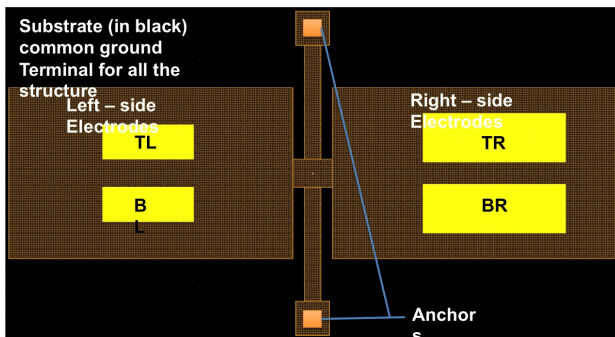 Substrate (in black)
common ground
Terminal for all the
structure
Left – side
Electrodes
Right – side
Electrodes
TL
TR
B
L
BR
Anchor
s